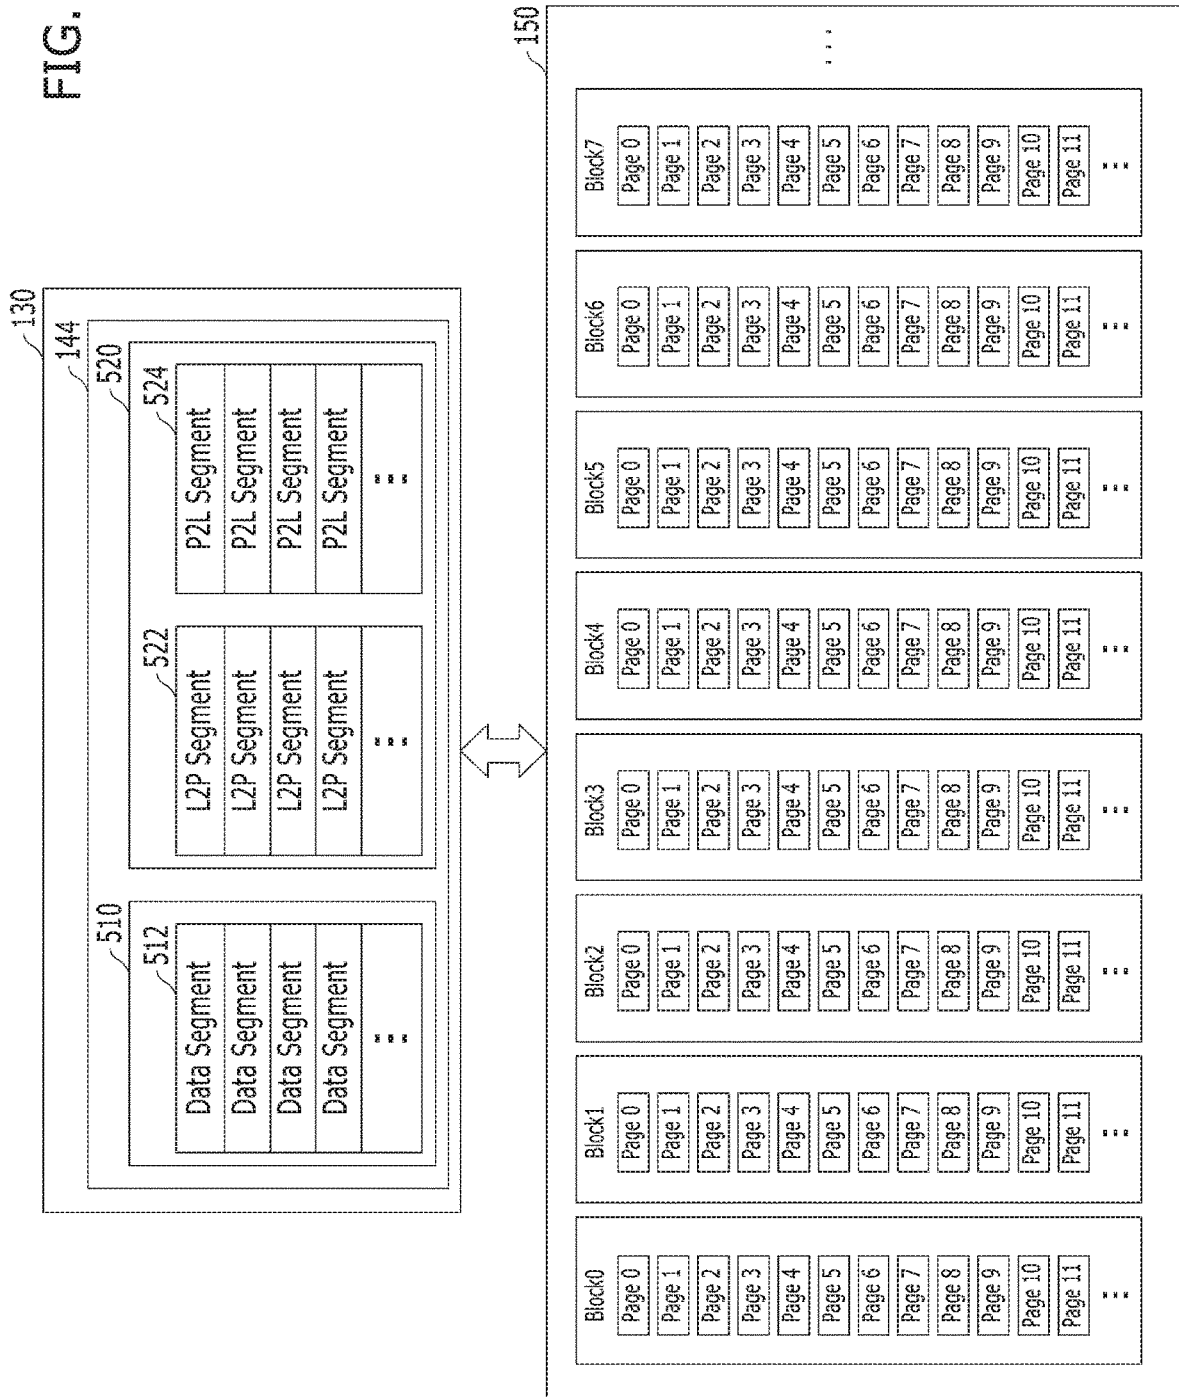 FIG.
130
144
510 520
512 522 524
Data Segment L2P Segment P2L Segment
Data Segment L2P Segment P2L Segment
Data Segment L2P Segment P2L Segment
Data Segment L2P Segment P2L Segment
150
Block0 Block1 Block2 Block3 Block4 Block5 Block6 Block7
Page 0 Page 0 Page 0 Page 0 Page 0 Page 0 Page 0 Page 0
Page 1 Page 1 Page 1 Page 1 Page 1 Page 1 Page 1 Page 1
Page 2 Page 2 Page 2 Page 2 Page 2 Page 2 Page 2 Page 2
Page 3 Page 3 Page 3 Page 3 Page 3 Page 3 Page 3 Page 3
Page 4 Page 4 Page 4 Page 4 Page 4 Page 4 Page 4 Page 4
Page 5 Page 5 Page 5 Page 5 Page 5 Page 5 Page 5 Page 5
Page 6 Page 6 Page 6 Page 6 Page 6 Page 6 Page 6 Page 6
Page 7 Page 7 Page 7 Page 7 Page 7 Page 7 Page 7 Page 7
Page 8 Page 8 Page 8 Page 8 Page 8 Page 8 Page 8 Page 8
Page 9 Page 9 Page 9 Page 9 Page 9 Page 9 Page 9 Page 9
Page 10 Page 10 Page 10 Page 10 Page 10 Page 10 Page 10 Page 10
Page 11 Page 11 Page 11 Page 11 Page 11 Page 11 Page 11 Page 11